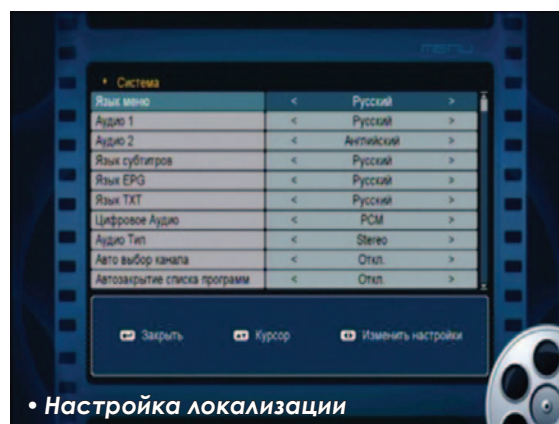 menu
• Система
Язык меню < Русский >
Аудио 1 < Русский >
Аудио 2 < Английский >
Язык субтитров < Русский >
Язык EPG < Русский >
Язык TXT < Русский >
Цифровое Аудио < PCM >
Аудио Тип < Stereo >
Авто выбор канала < Откл. >
Автозакрытие списка программ < Откл. >
Закрыть Курсор Изменить настройки
• Настройка локализации